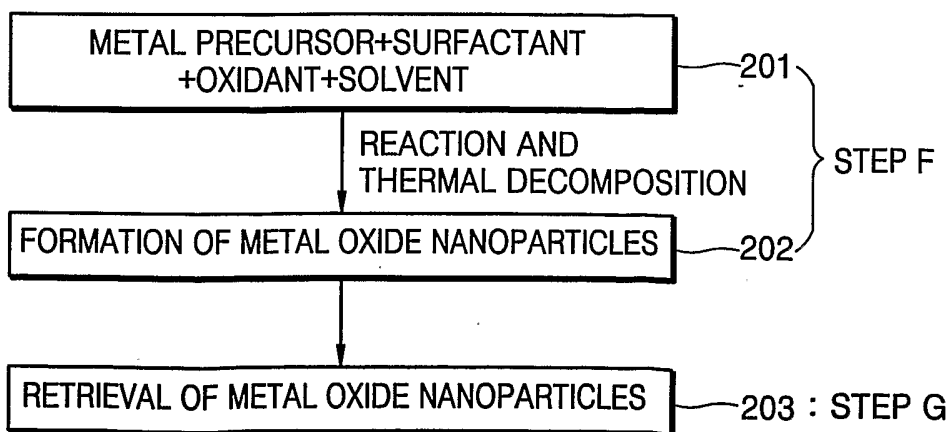 METAL PRECURSOR+SURFACTANT
+OXIDANT+SOLVENT
201
REACTION AND
THERMAL DECOMPOSITION
STEP F
FORMATION OF METAL OXIDE NANOPARTICLES
202
RETRIEVAL OF METAL OXIDE NANOPARTICLES
203 : STEP G